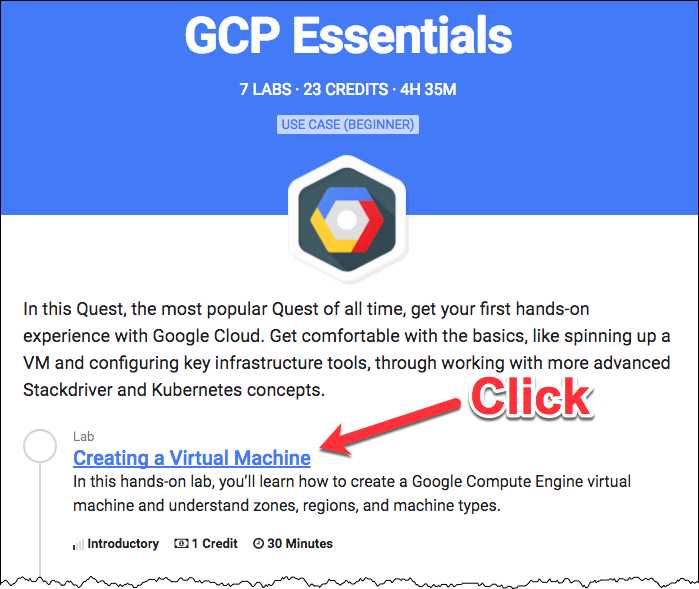 GCP Essentials
7 LABS · 23 CREDITS · 4H 35M
USE CASE (BEGINNER)
In this Quest, the most popular Quest of all time, get your first hands-on
experience with Google Cloud. Get comfortable with the basics, like spinning up a
VM and configuring key infrastructure tools, through working with more advanced
Stackdriver and Kubernetes concepts.
Click
Lab
Creating a Virtual Machine
In this hands-on lab, you’ll learn how to create a Google Compute Engine virtual
machine and understand zones, regions, and machine types.
Introductory 1 Credit 30 Minutes